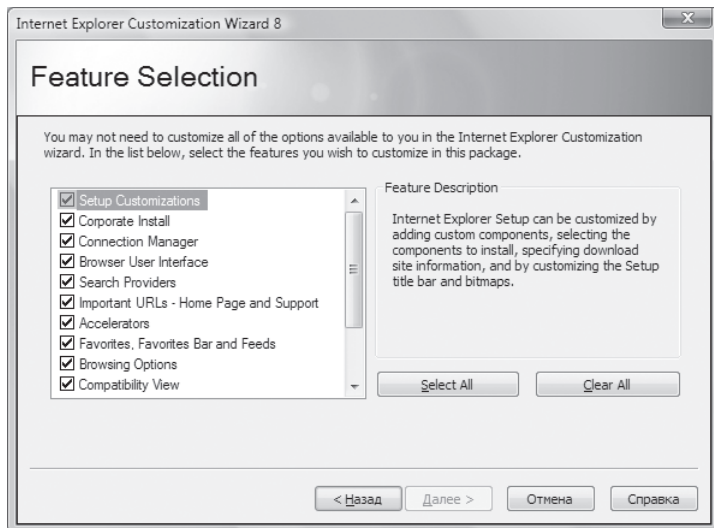 Internet Explorer Customization Wizard 8
Feature Selection
You may not need to customize all of the options available to you in the Internet Explorer Customization
wizard. In the list below, select the features you wish to customize in this package.
Setup Customizations
Corporate Install
Connection Manager
Browser User Interface
Search Providers
Important URLs - Home Page and Support
Accelerators
Favorites, Favorites Bar and Feeds
Browsing Options
Compatibility View
Feature Description
Internet Explorer Setup can be customized by
adding custom components, selecting the
components to install, specifying download
site information, and by customizing the Setup
title bar and bitmaps.
Select All
Clear All
< Назад
Далее >
Отмена
Справка